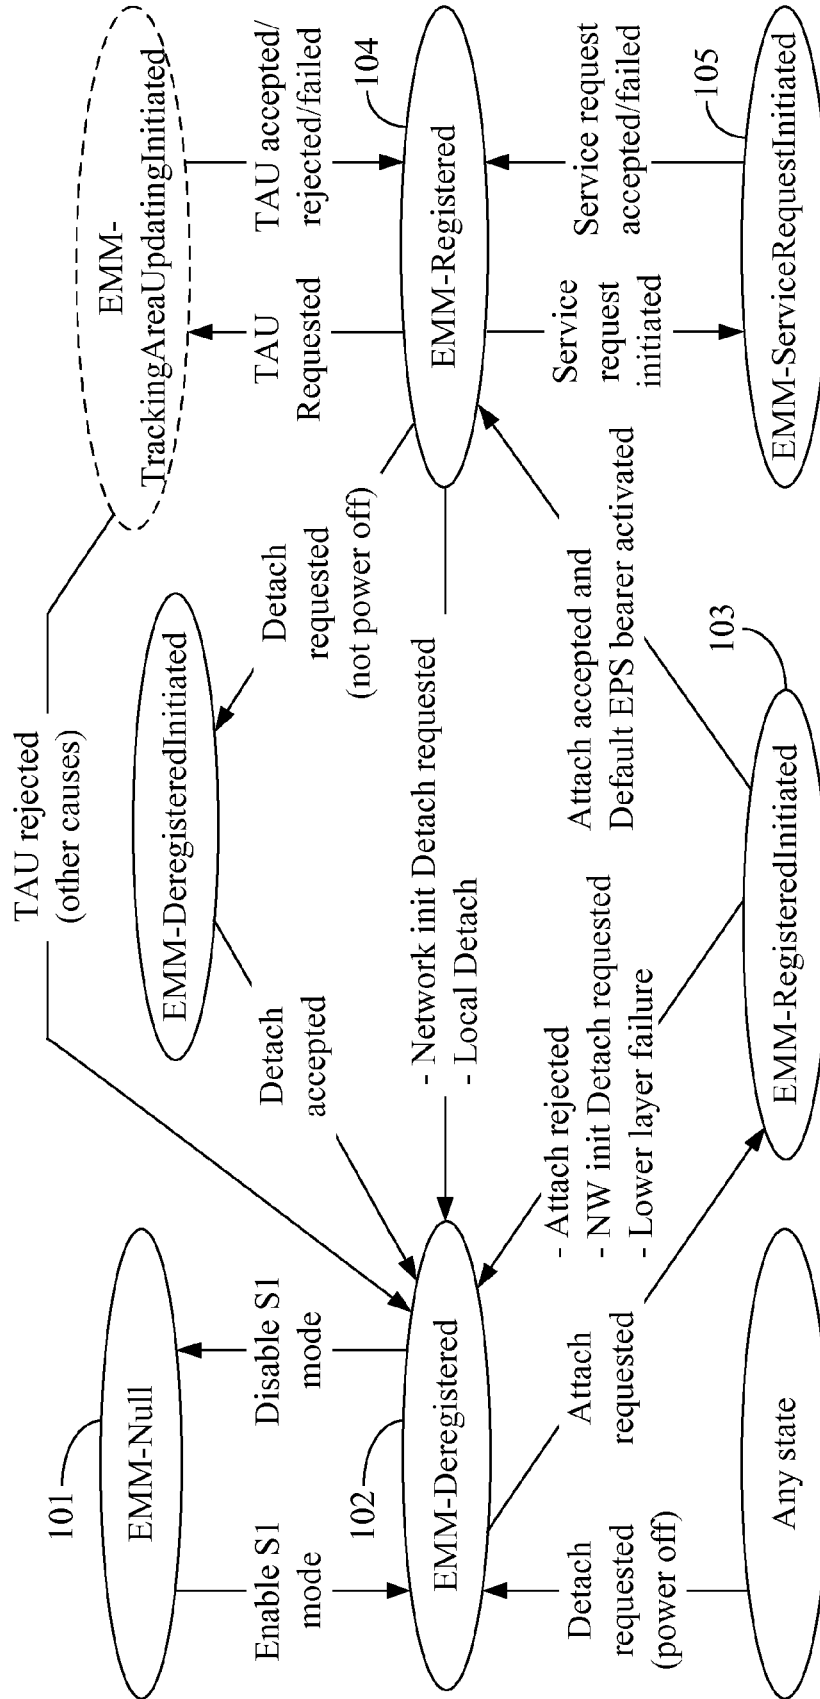 101
EMM-Null
Enable S1
mode
Disable S1
mode
102
EMM-Deregistered
Detach
requested
(power off)
Any state
Attach
requested
- Attach rejected
- NW init Detach requested
- Lower layer failure
103
EMM-RegisteredInitiated
Attach accepted and
Default EPS bearer activated
- Network init Detach requested
- Local Detach
Detach
accepted
EMM-DeregisteredInitiated
Detach
requested
(not power off)
TAU rejected
(other causes)
EMM-
TrackingAreaUpdatingInitiated
TAU
Requested
TAU accepted/
rejected/failed
104
EMM-Registered
Service
request
initiated
Service request
accepted/failed
105
EMM-ServiceRequestInitiated